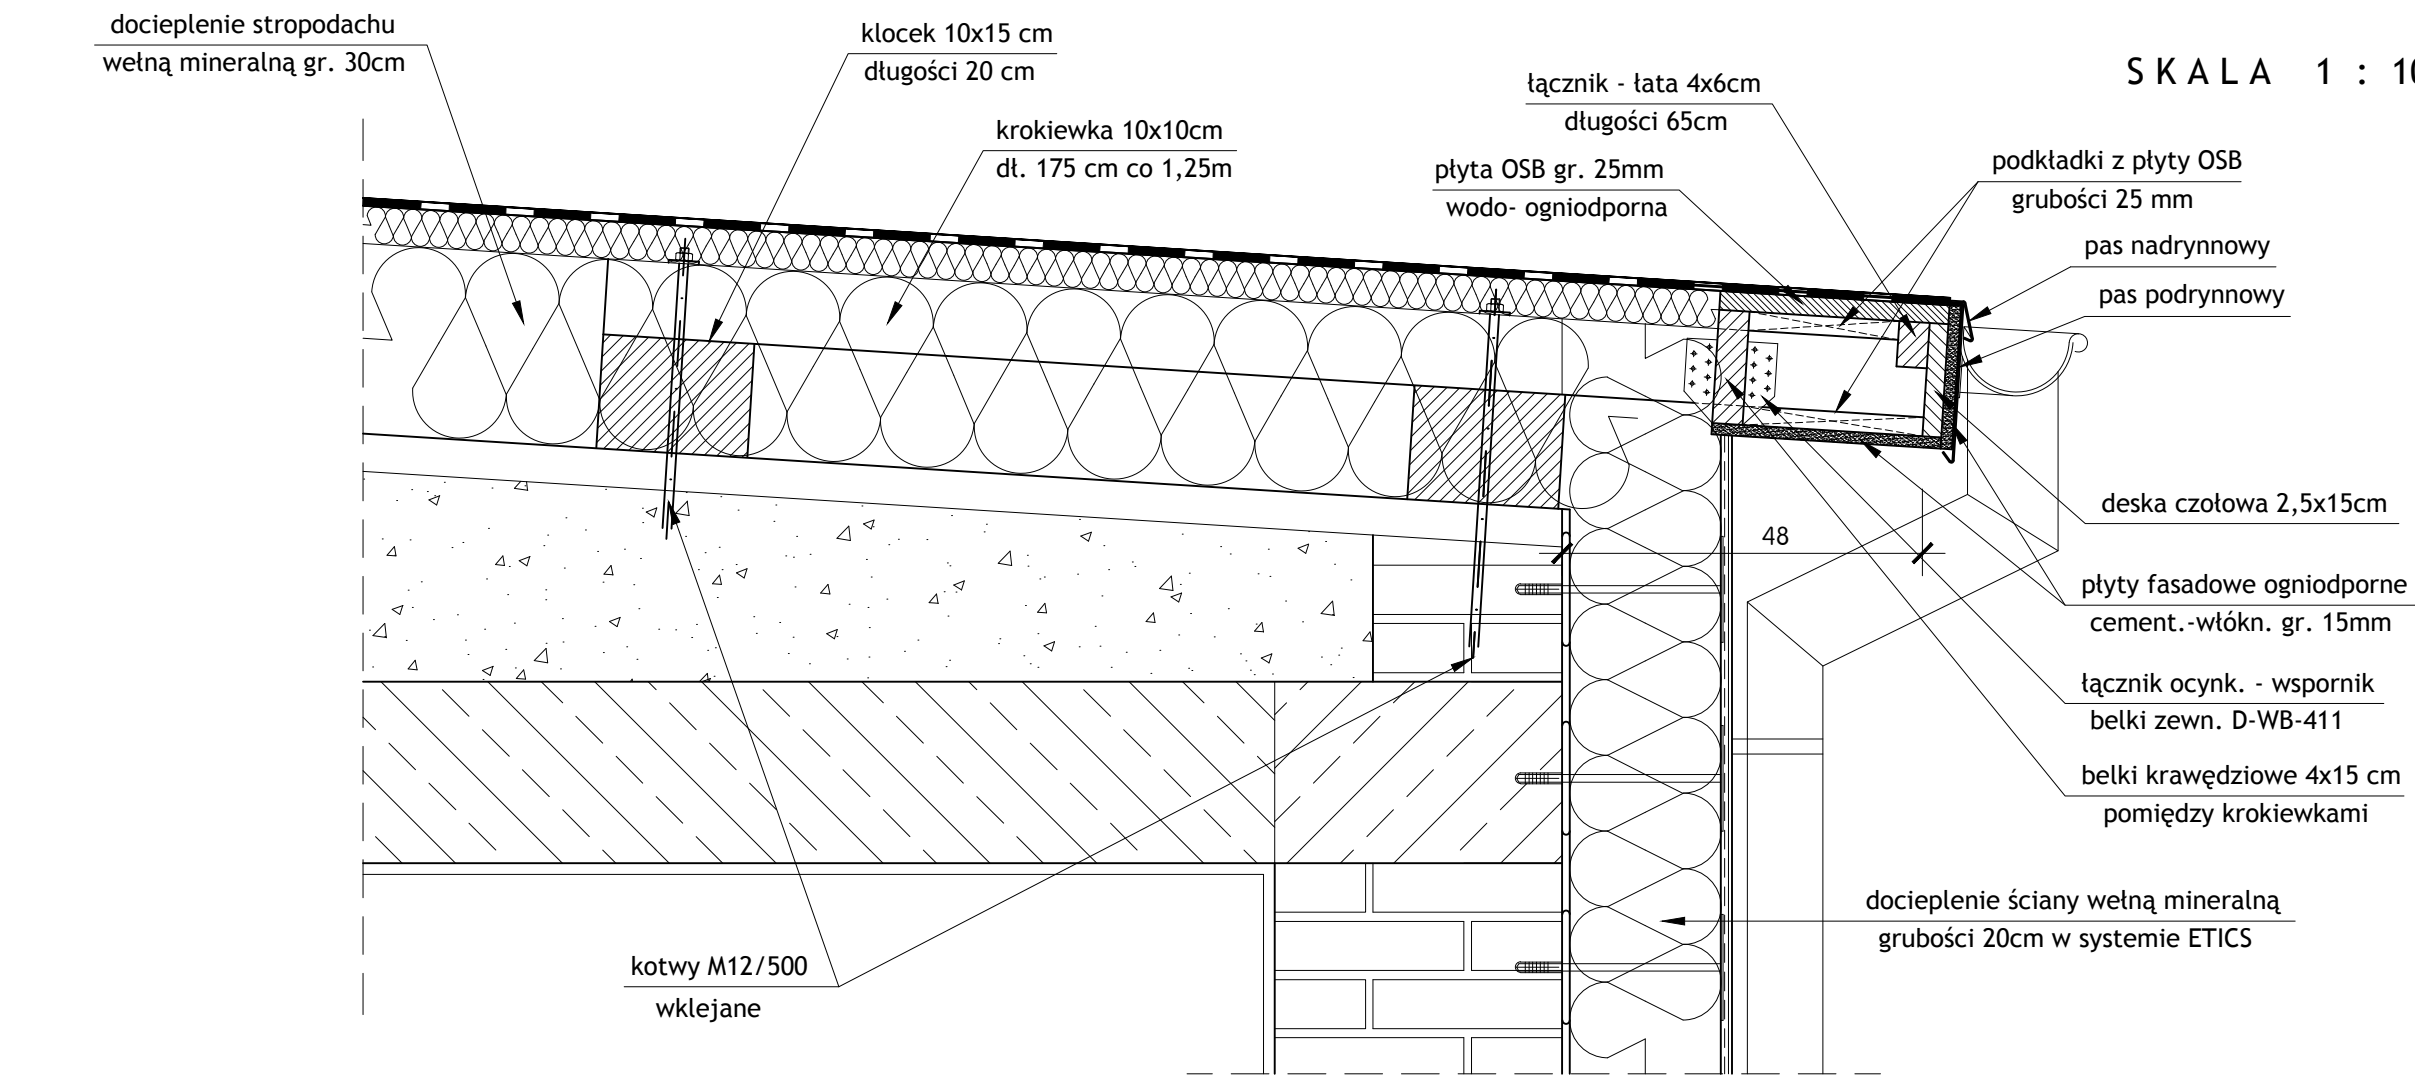 docieplenie stropodachu
wełną mineralną gr. 30cm
klocek 10x15 cm
długości 20 cm
krokiewka 10x10cm
dł. 175 cm co 1,25m
łącznik - łata 4x6cm
długości 65cm
płyta OSB gr. 25mm
wodo- ogniodporna
SKALA 1 : 10
podkładki z płyty OSB
grubości 25 mm
pas nadrynnowy
pas podrynnowy
deska czołowa 2,5x15cm
48
płyty fasadowe ogniodporne
cement.-włókn. gr. 15mm
łącznik ocynk. - wspornik
belki zewn. D-WB-411
belki krawędziowe 4x15 cm
pomiędzy krokiewkami
docieplenie ściany wełną mineralną
grubości 20cm w systemie ETICS
kotwy M12/500
wklejane